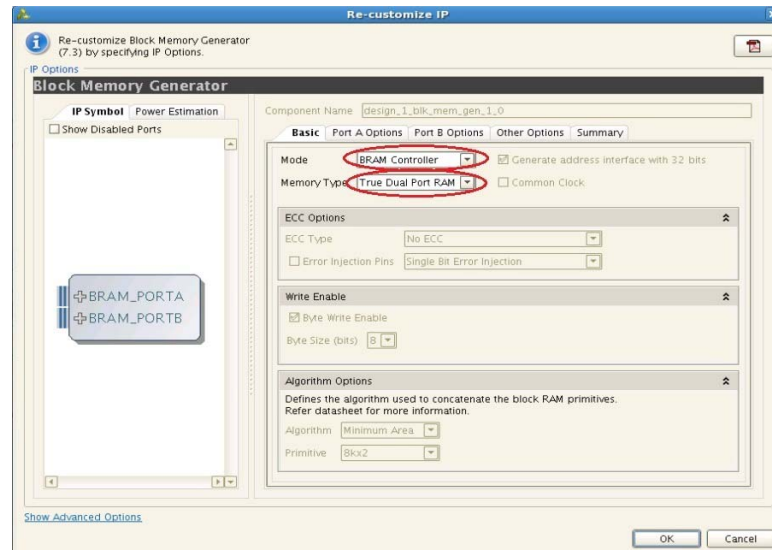 Re-customize IP
Re-customize Block Memory Generator
(7.3) by specifying IP Options.
IP Options
Block Memory Generator
IP Symbol Power Estimation
Show Disabled Ports
BRAM_PORTA
BRAM_PORTB
Component Name design_1_blk_mem_gen_1_0
Basic Port A Options Port B Options Other Options Summary
Mode BRAM Controller Generate address interface with 32 bits
Memory Type True Dual Port RAM Common Clock
ECC Options
ECC Type No ECC
Error Injection Pins Single Bit Error Injection
Write Enable
Byte Write Enable
Byte Size (bits) 8
Algorithm Options
Defines the algorithm used to concatenate the block RAM primitives.
Refer datasheet for more information.
Algorithm Minimum Area
Primitive 8kx2
Show Advanced Options
OK Cancel